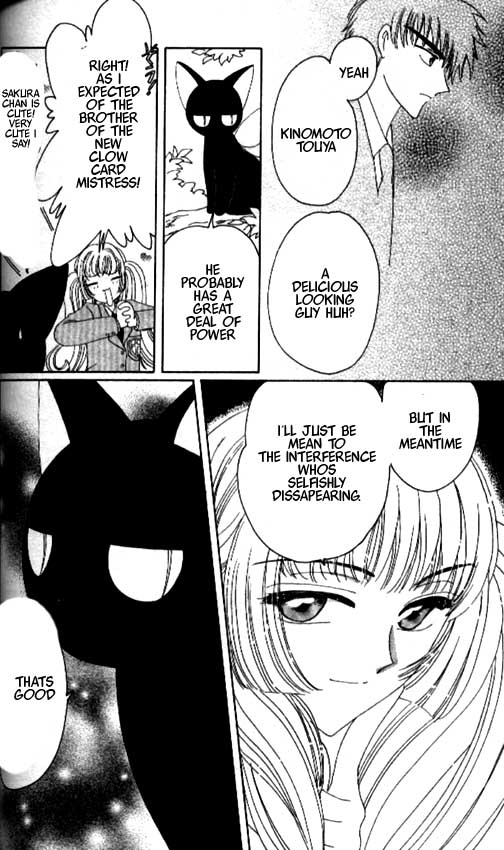 YEAH
KINOMOTO
TOUYA
A
DELICIOUS
LOOKING
GUY HUH?
HE
PROBABLY
HAS A
GREAT
DEAL OF
POWER
RIGHT!
AS I
EXPECTED
OF THE
BROTHER
OF THE
NEW
CLOW
CARD
MISTRESS!
SAKURA
CHAN IS
CUTE!
VERY
CUTE I
SAY!
BUT IN
THE
MEANTIME
I'LL JUST BE
MEAN TO
THE INTERFERENCE
WHOS
SELFISHLY
DISSAPEARING.
THATS
GOOD